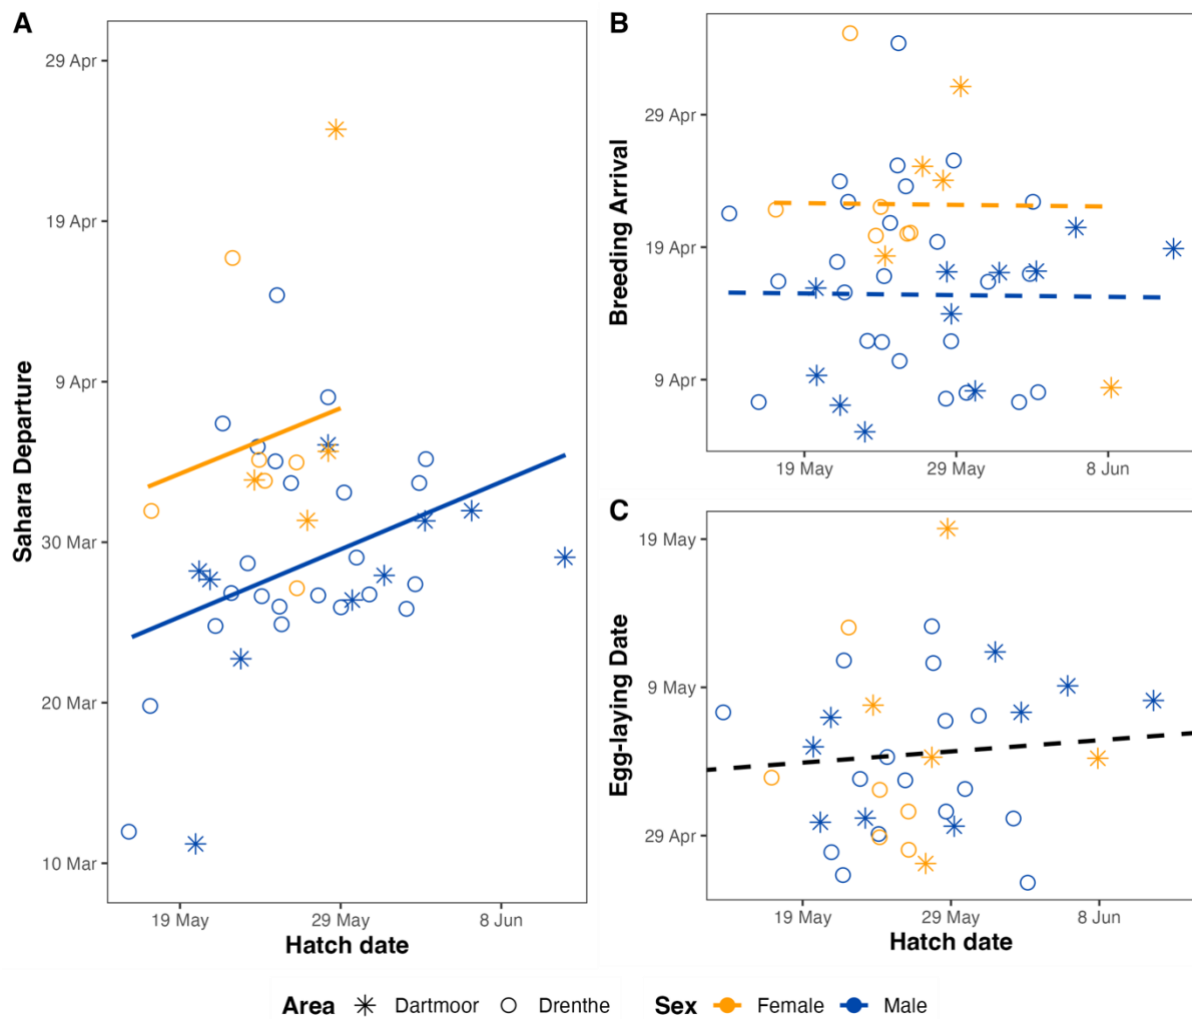 A
29 Apr
19 Apr
9 Apr
30 Mar
20 Mar
10 Mar
Sahara Departure
19 May
29 May
8 Jun
Hatch date
B
29 Apr
19 Apr
9 Apr
Breeding Arrival
19 May
29 May
8 Jun
C
19 May
9 May
29 Apr
Egg-laying Date
19 May
29 May
8 Jun
Hatch date
Area Dartmoor Drenthe Sex Female Male